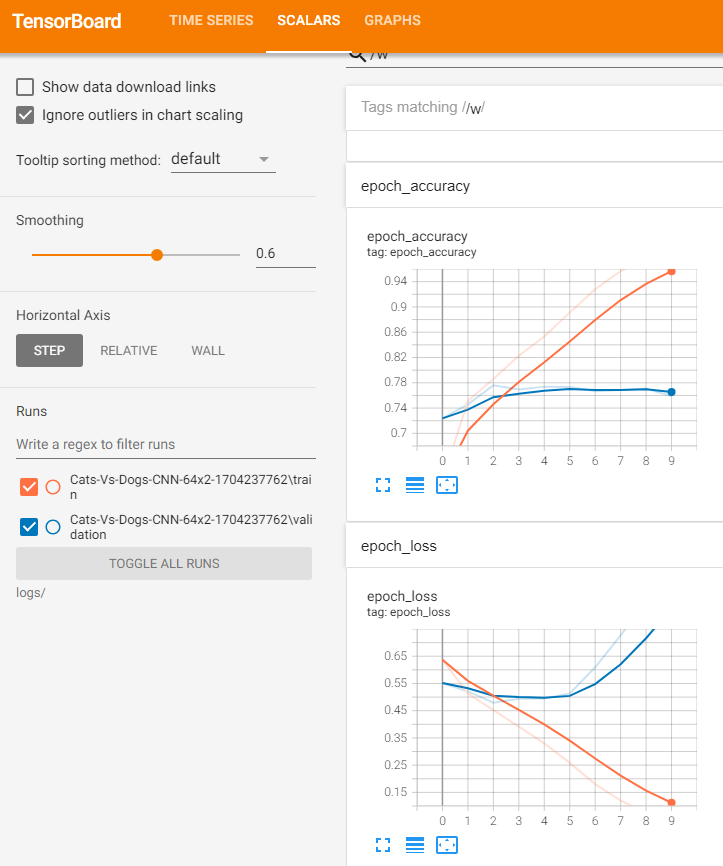 TensorBoard
TIME SERIES
SCALARS
GRAPHS
Show data download links
Ignore outliers in chart scaling
Tooltip sorting method:
default
Smoothing
0.6
Horizontal Axis
STEP
RELATIVE
WALL
Runs
Write a regex to filter runs
Cats-Vs-Dogs-CNN-64x2-1704237762\trai
n
Cats-Vs-Dogs-CNN-64x2-1704237762\vali
dation
TOGGLE ALL RUNS
logs/
/w
Tags matching //w/
epoch_accuracy
epoch_accuracy
tag: epoch_accuracy
0.94
0.9
0.86
0.82
0.78
0.74
0.7
0 1 2 3 4 5 6 7 8 9
epoch_loss
epoch_loss
tag: epoch_loss
0.65
0.55
0.45
0.35
0.25
0.15
0 1 2 3 4 5 6 7 8 9